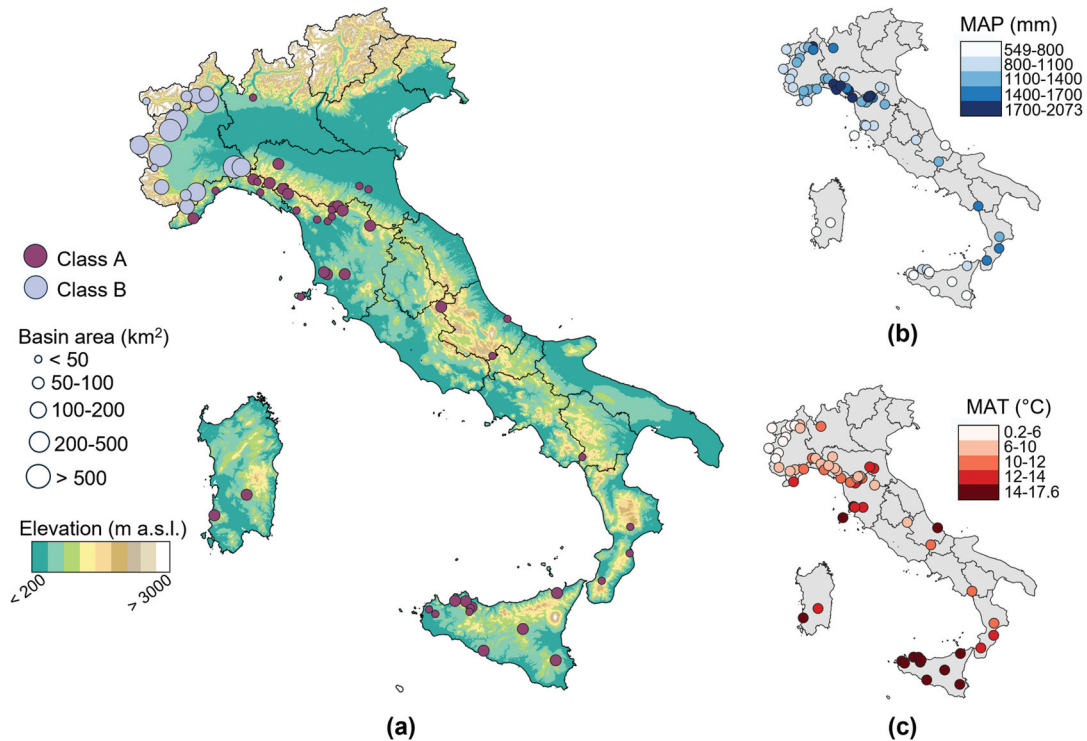 Class A
Class B
Basin area (km²)
< 50
50-100
100-200
200-500
> 500
Elevation (m a.s.l.)
< 200
> 3000
(a)
MAP (mm)
549-800
800-1100
1100-1400
1400-1700
1700-2073
(b)
MAT (°C)
0.2-6
6-10
10-12
12-14
14-17.6
(c)